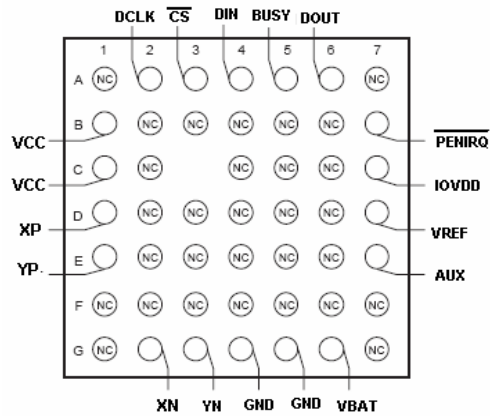 DCLK C̅S̅ DIN BUSY DOUT
1 2 3 4 5 6 7
A NC NC
B NC NC NC NC NC
VCC P̅E̅N̅I̅R̅Q̅
C NC NC NC NC
VCC IOVDD
D NC NC NC NC NC
XP VREF
E NC NC NC NC NC
YP. AUX
F NC NC NC NC NC NC NC
G NC NC
XN YN GND GND VBAT